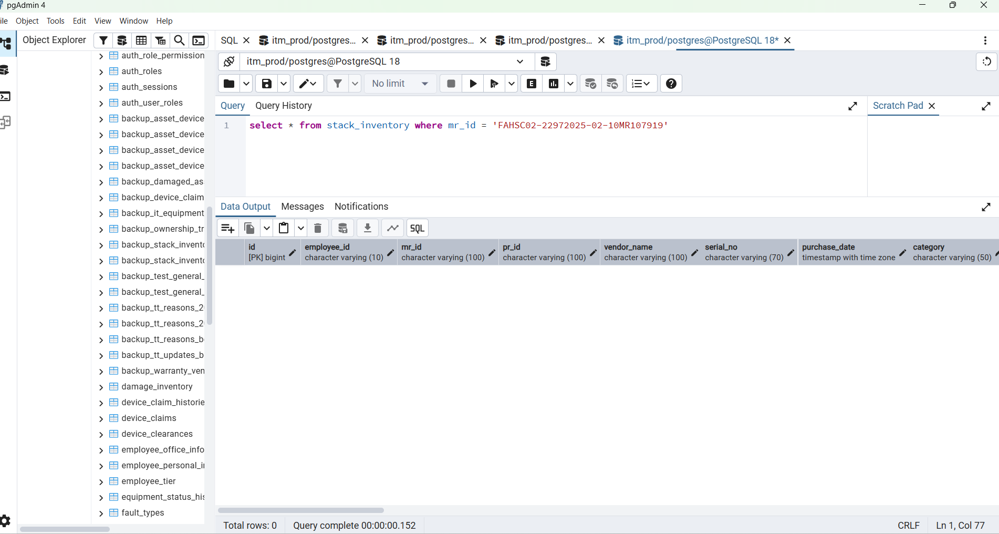 pgAdmin 4
ile Object Tools Edit View Window Help
Object Explorer
SQL
itm_prod/postgres...
itm_prod/postgres...
itm_prod/postgres...
itm_prod/postgres@PostgreSQL 18*
itm_prod/postgres@PostgreSQL 18
No limit
Query Query History
Scratch Pad
1 select * from stack_inventory where mr_id = 'FAHSC02-22972025-02-10MR107919'
auth_role_permission
auth_roles
auth_sessions
auth_user_roles
backup_asset_device
backup_asset_device
backup_asset_device
backup_asset_device
backup_damaged_as
backup_device_claim
backup_it_equipment
backup_ownership_tr
backup_stack_invent
backup_stack_invent
backup_test_general_
backup_test_general_
backup_tt_reasons_2
backup_tt_reasons_2
backup_tt_reasons_b
backup_tt_updates_b
backup_warranty_ven
damage_inventory
device_claim_historie
device_claims
device_clearances
employee_office_info
employee_personal_i
employee_tier
equipment_status_his
fault_types
Data Output Messages Notifications
SQL
id
[PK] bigint
employee_id
character varying (10)
mr_id
character varying (100)
pr_id
character varying (100)
vendor_name
character varying (100)
serial_no
character varying (70)
purchase_date
timestamp with time zone
category
character varying (50)
Total rows: 0
Query complete 00:00:00.152
CRLF
Ln 1, Col 77